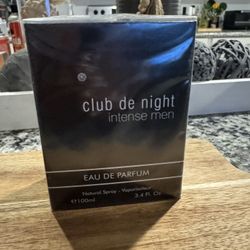 club de night
intense men
EAU DE PARFUM
Natural Spray - Vaporisateur
℮100ml 3.4 fl. Oz